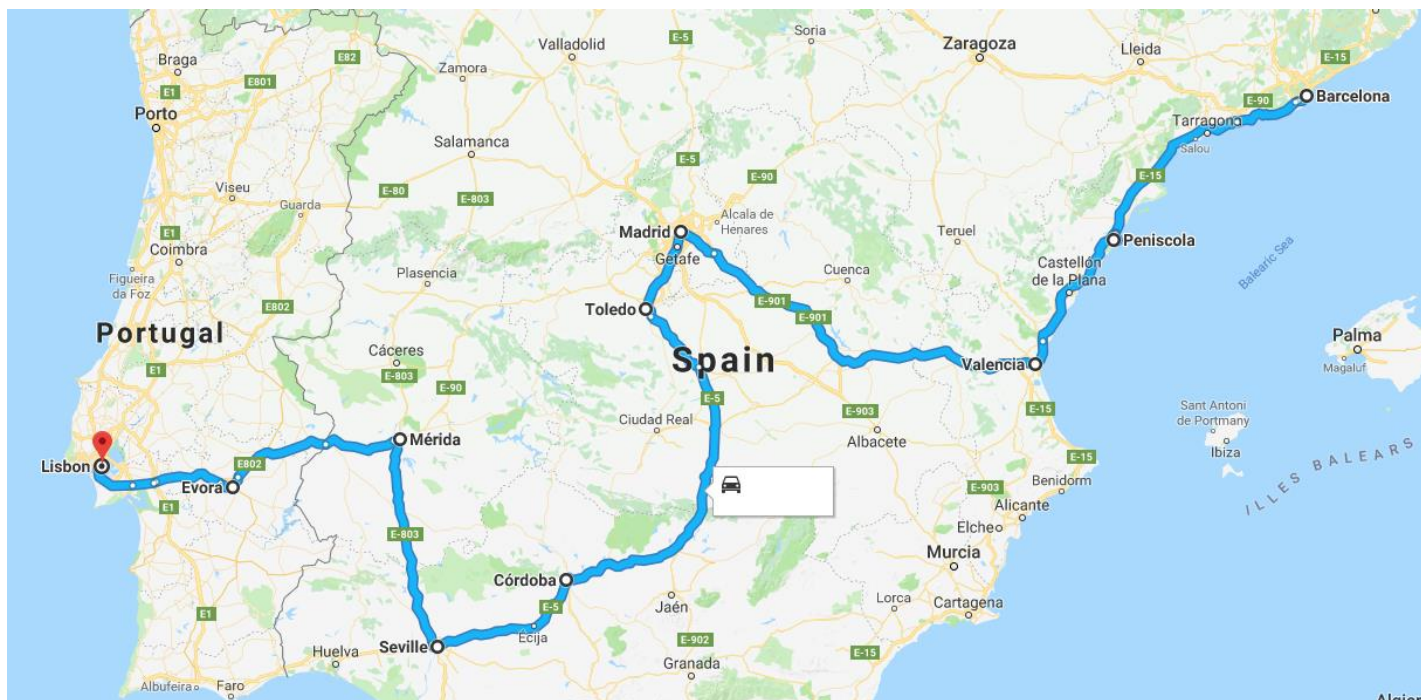 E-5
Soria
Zaragoza
Lleida
E-15
Valladolid
Braga
E82
E801
Zamora
E1
Porto
E-90
Barcelona
Tarragona
Salou
Salamanca
E-5
E-15
E-90
E-80
E-803
Viseu
Guarda
Alcala de
Henares
E1
Madrid
Teruel
Peniscola
Coimbra
Getafe
Balearic Sea
Castellón
de la Plana
Figueira
da Foz
Plasencia
Cuenca
E802
E-901
Toledo
E-901
Portugal
Palma
Cáceres
Spain
Valencia
Magaluf
E1
E-803
E-90
E-5
E-15
Sant Antoni
de Portmany
Ciudad Real
E-903
Albacete
Mérida
Ibiza
ILLES BALEARS
Lisbon
E802
E-15
Evora
E-903
Benidorm
E1
Alicante
Elche
E-803
Murcia
Córdoba
Jaén
Lorca
E-5
Cartagena
E1
Écija
E-902
Seville
E-15
Huelva
Granada
Albufeira
Faro
Algier